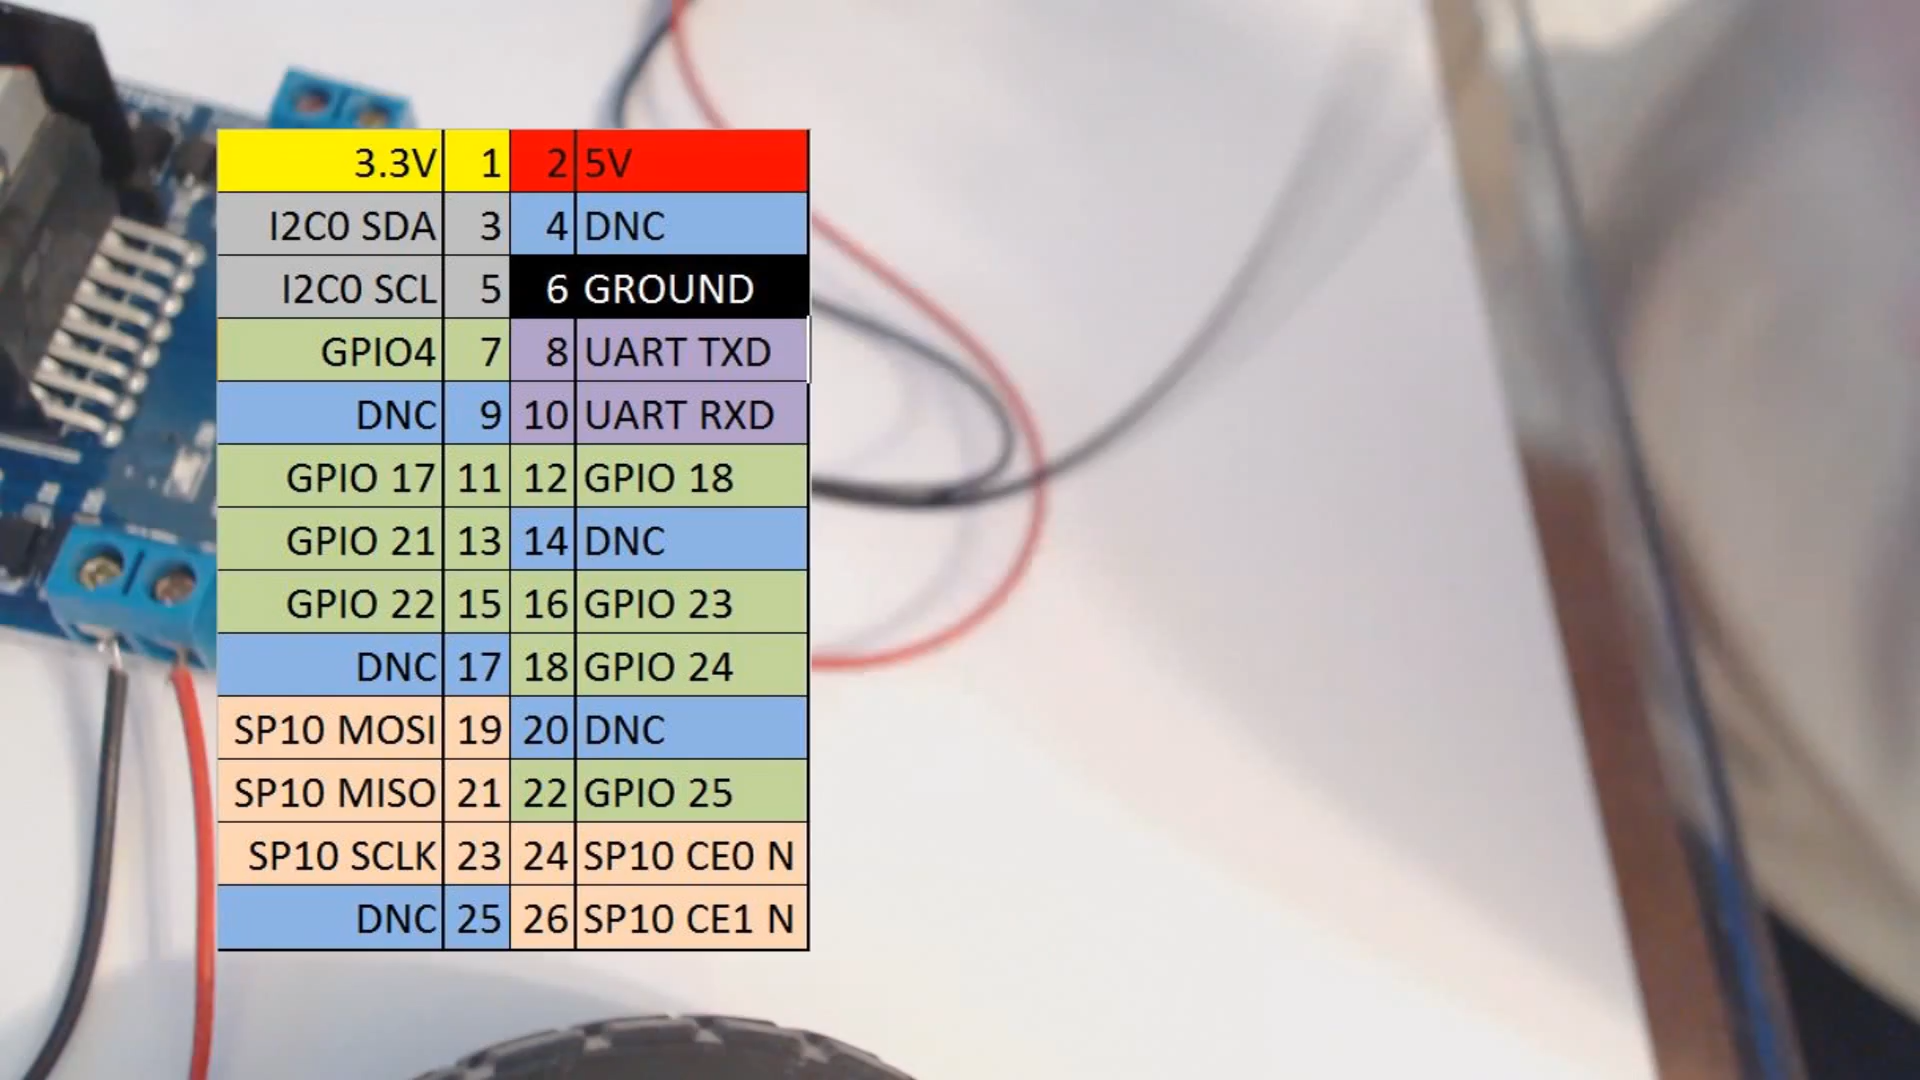 3.3V 1 2 5V
I2C0 SDA 3 4 DNC
I2C0 SCL 5 6 GROUND
GPIO4 7 8 UART TXD
DNC 9 10 UART RXD
GPIO 17 11 12 GPIO 18
GPIO 21 13 14 DNC
GPIO 22 15 16 GPIO 23
DNC 17 18 GPIO 24
SP10 MOSI 19 20 DNC
SP10 MISO 21 22 GPIO 25
SP10 SCLK 23 24 SP10 CE0 N
DNC 25 26 SP10 CE1 N